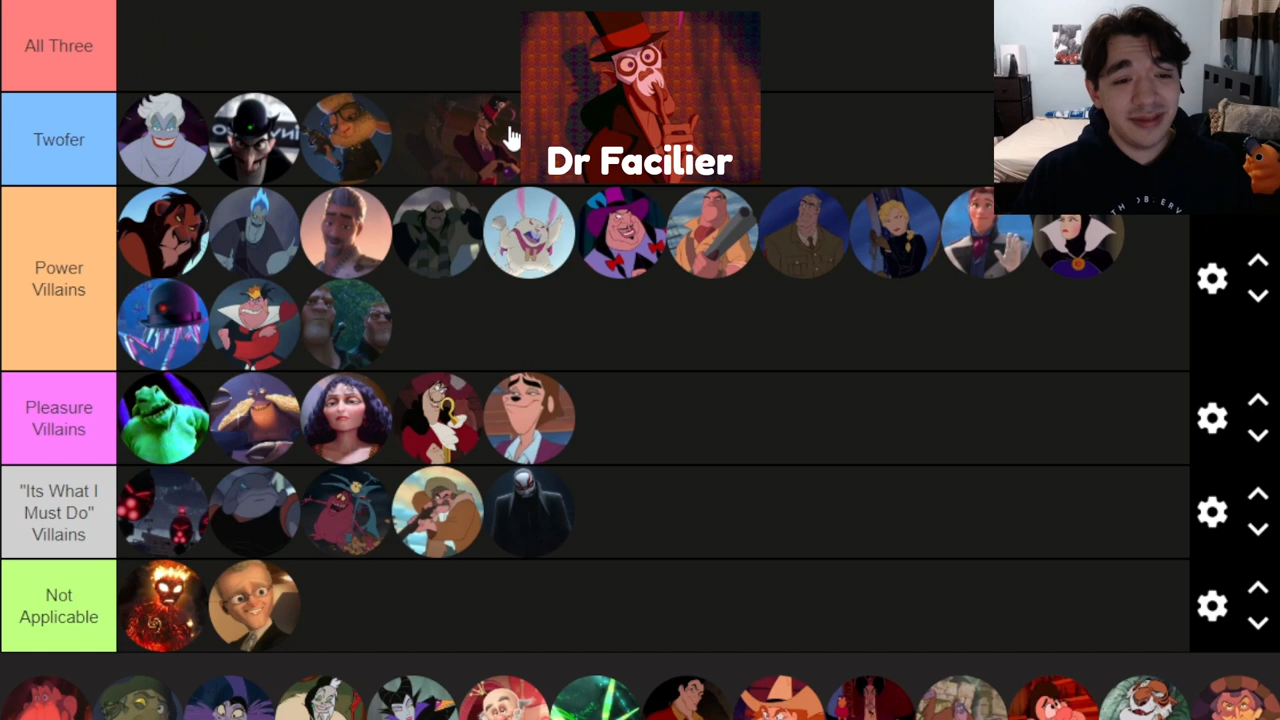 All Three
Twofer
Dr Facilier
Power
Villains
Pleasure
Villains
"Its What I
Must Do"
Villains
Not
Applicable